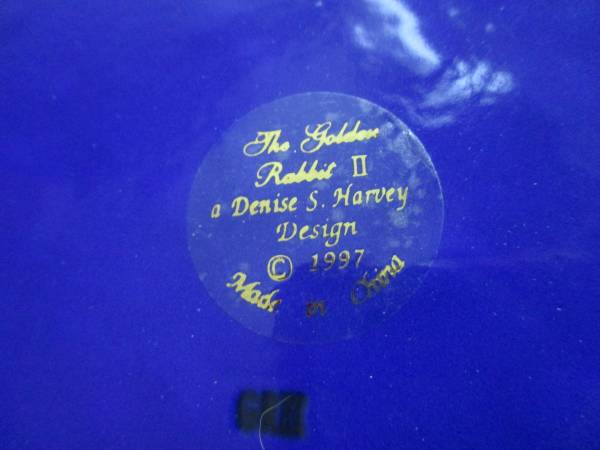 The Golden
Rabbit II
a Denise S. Harvey
Design
© 1997
Made in China